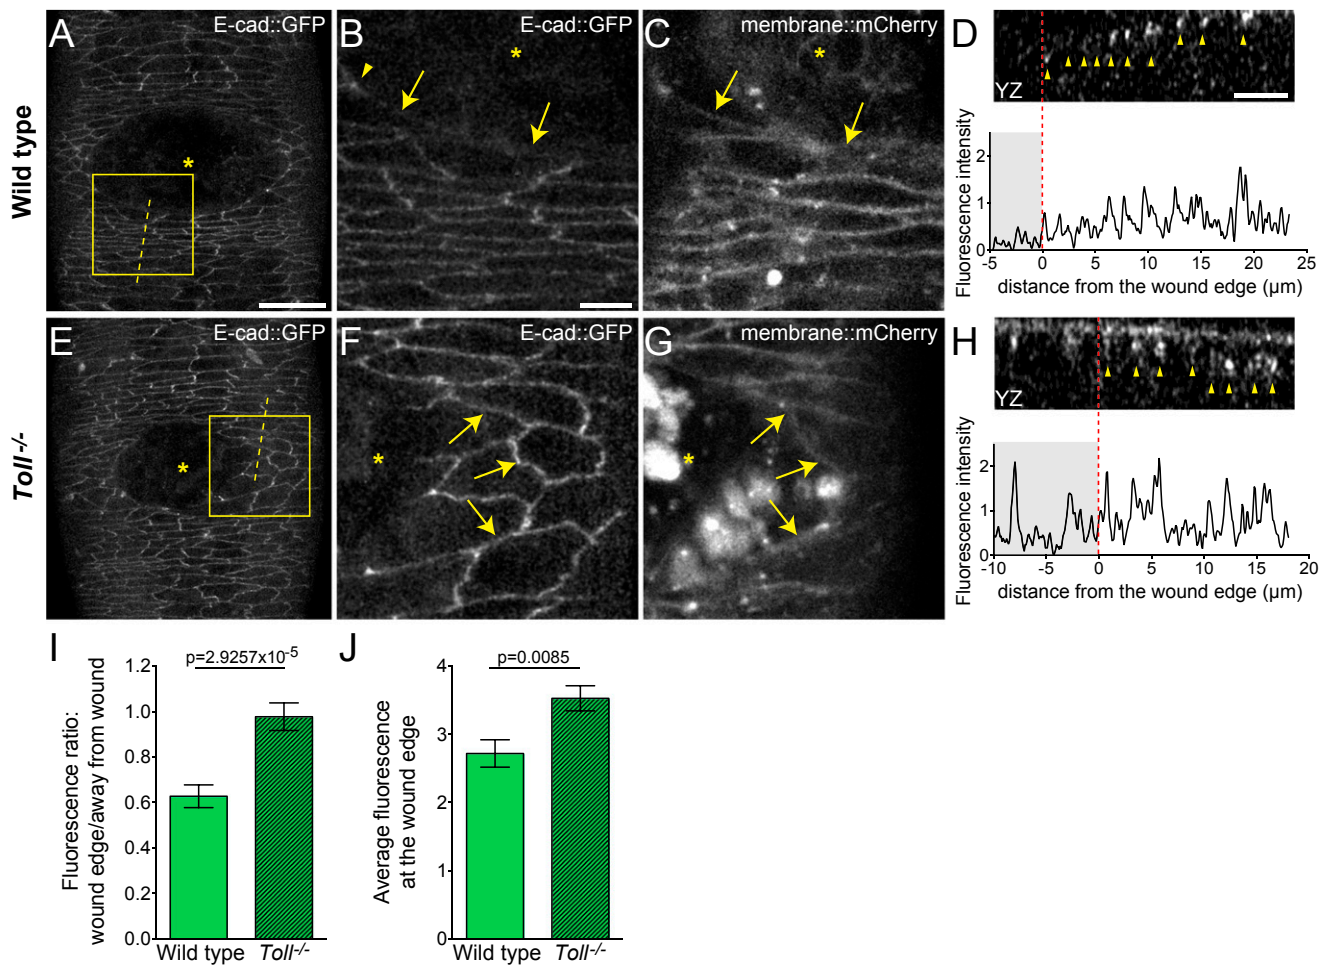 Wild type
A
E-cad::GFP
*
B
E-cad::GFP
*
C
membrane::mCherry
*
D
YZ
Fluorescence intensity
2
1
0
-5
0
5
10
15
20
25
distance from the wound edge (µm)
Toll-/-
E
E-cad::GFP
*
F
E-cad::GFP
*
G
membrane::mCherry
*
H
YZ
Fluorescence intensity
2
1
0
-10
-5
0
5
10
15
20
distance from the wound edge (µm)
I
Fluorescence ratio:
wound edge/away from wound
p=2.9257x10-5
1.2
1.0
0.8
0.6
0.4
0.2
0.0
Wild type
Toll-/-
J
Average fluorescence
at the wound edge
p=0.0085
4
3
2
1
0
Wild type
Toll-/-